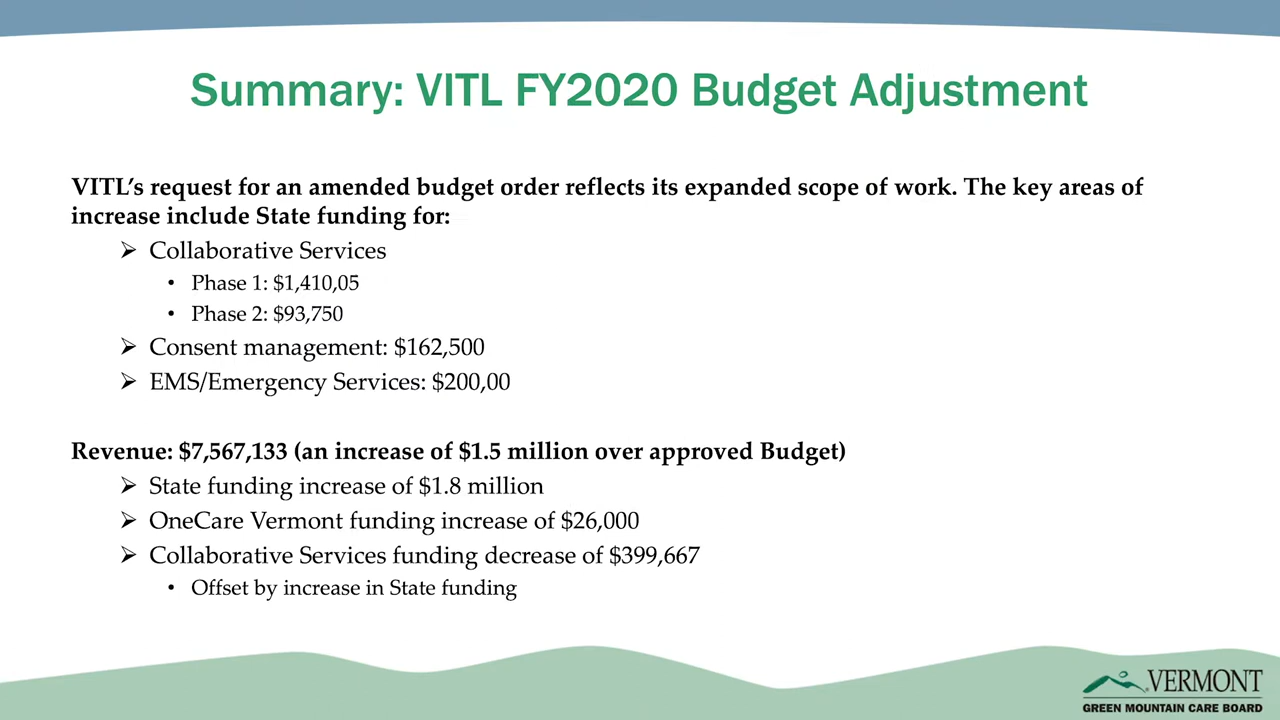 Summary: VITL FY2020 Budget Adjustment
VITL’s request for an amended budget order reflects its expanded scope of work. The key areas of
increase include State funding for:
➢ Collaborative Services
• Phase 1: $1,410,05
• Phase 2: $93,750
➢ Consent management: $162,500
➢ EMS/Emergency Services: $200,00
Revenue: $7,567,133 (an increase of $1.5 million over approved Budget)
➢ State funding increase of $1.8 million
➢ OneCare Vermont funding increase of $26,000
➢ Collaborative Services funding decrease of $399,667
• Offset by increase in State funding
VERMONT
GREEN MOUNTAIN CARE BOARD